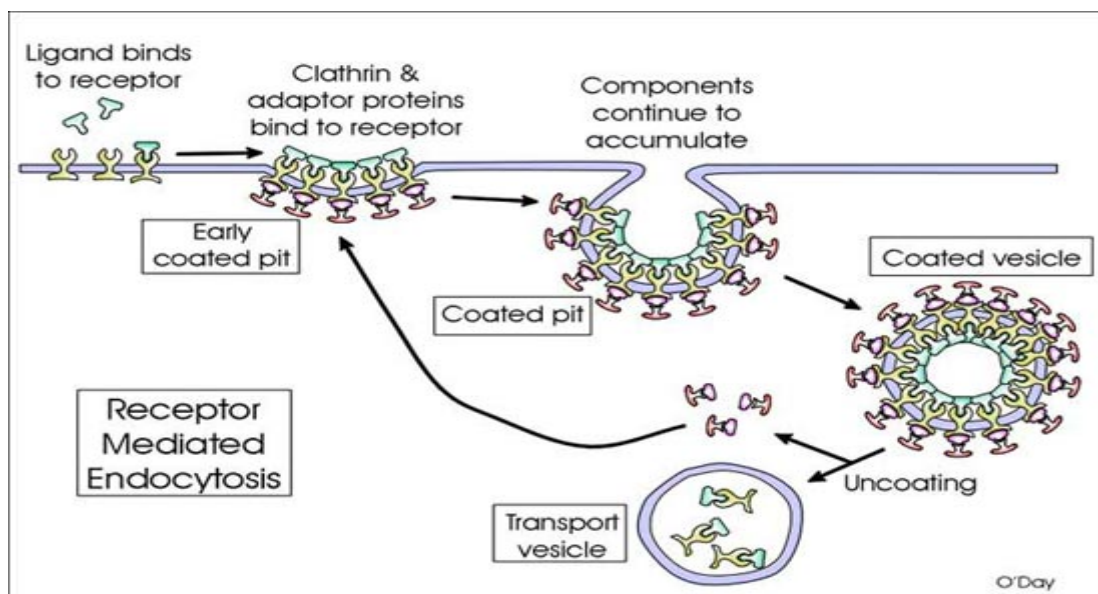 Ligand binds
to receptor
Clathrin &
adaptor proteins
bind to receptor
Components
continue to
accumulate
Early
coated pit
Coated pit
Coated vesicle
Receptor
Mediated
Endocytosis
Uncoating
Transport
vesicle
O'Day